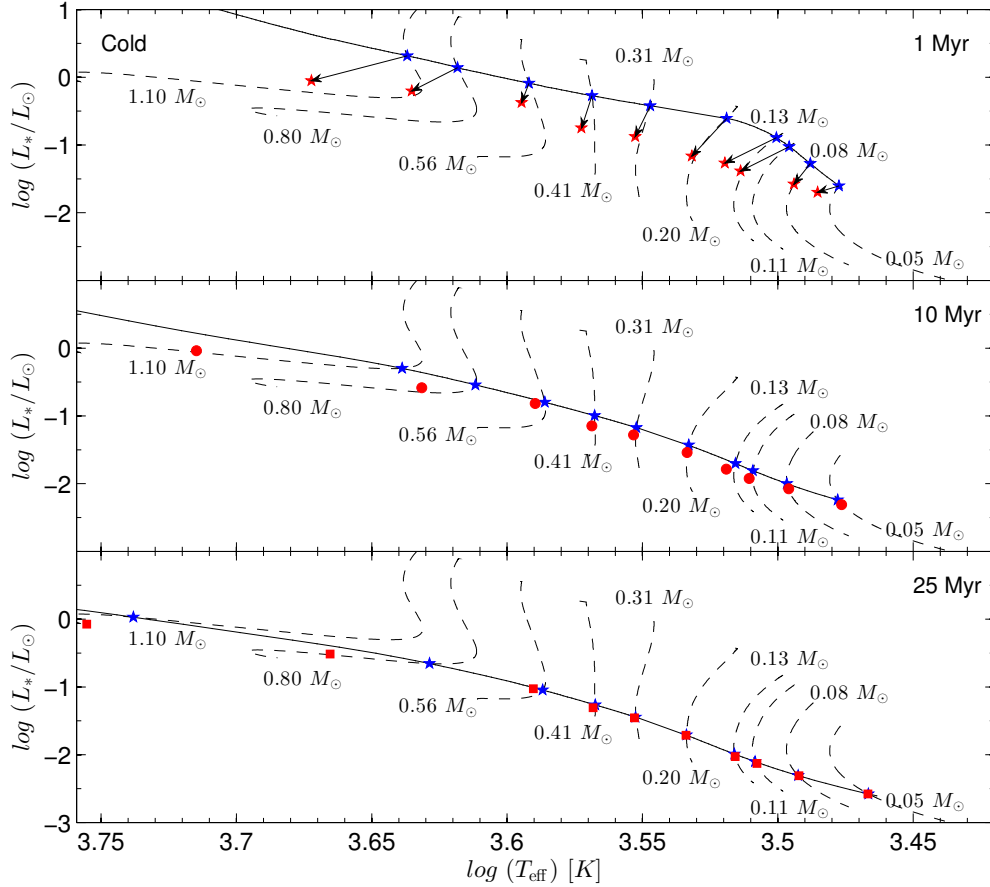 Cold
1 Myr
1
0
−1
−2
log (L∗/L⊙)
1.10 M⊙
0.80 M⊙
0.56 M⊙
0.41 M⊙
0.31 M⊙
0.20 M⊙
0.13 M⊙
0.11 M⊙
0.08 M⊙
0.05 M⊙
10 Myr
0
−1
−2
log (L∗/L⊙)
1.10 M⊙
0.80 M⊙
0.56 M⊙
0.41 M⊙
0.31 M⊙
0.20 M⊙
0.13 M⊙
0.11 M⊙
0.08 M⊙
0.05 M⊙
25 Myr
0
−1
−2
−3
log (L∗/L⊙)
1.10 M⊙
0.80 M⊙
0.56 M⊙
0.41 M⊙
0.31 M⊙
0.20 M⊙
0.13 M⊙
0.11 M⊙
0.08 M⊙
0.05 M⊙
3.75 3.7 3.65 3.6 3.55 3.5 3.45
log (Teff) [K]